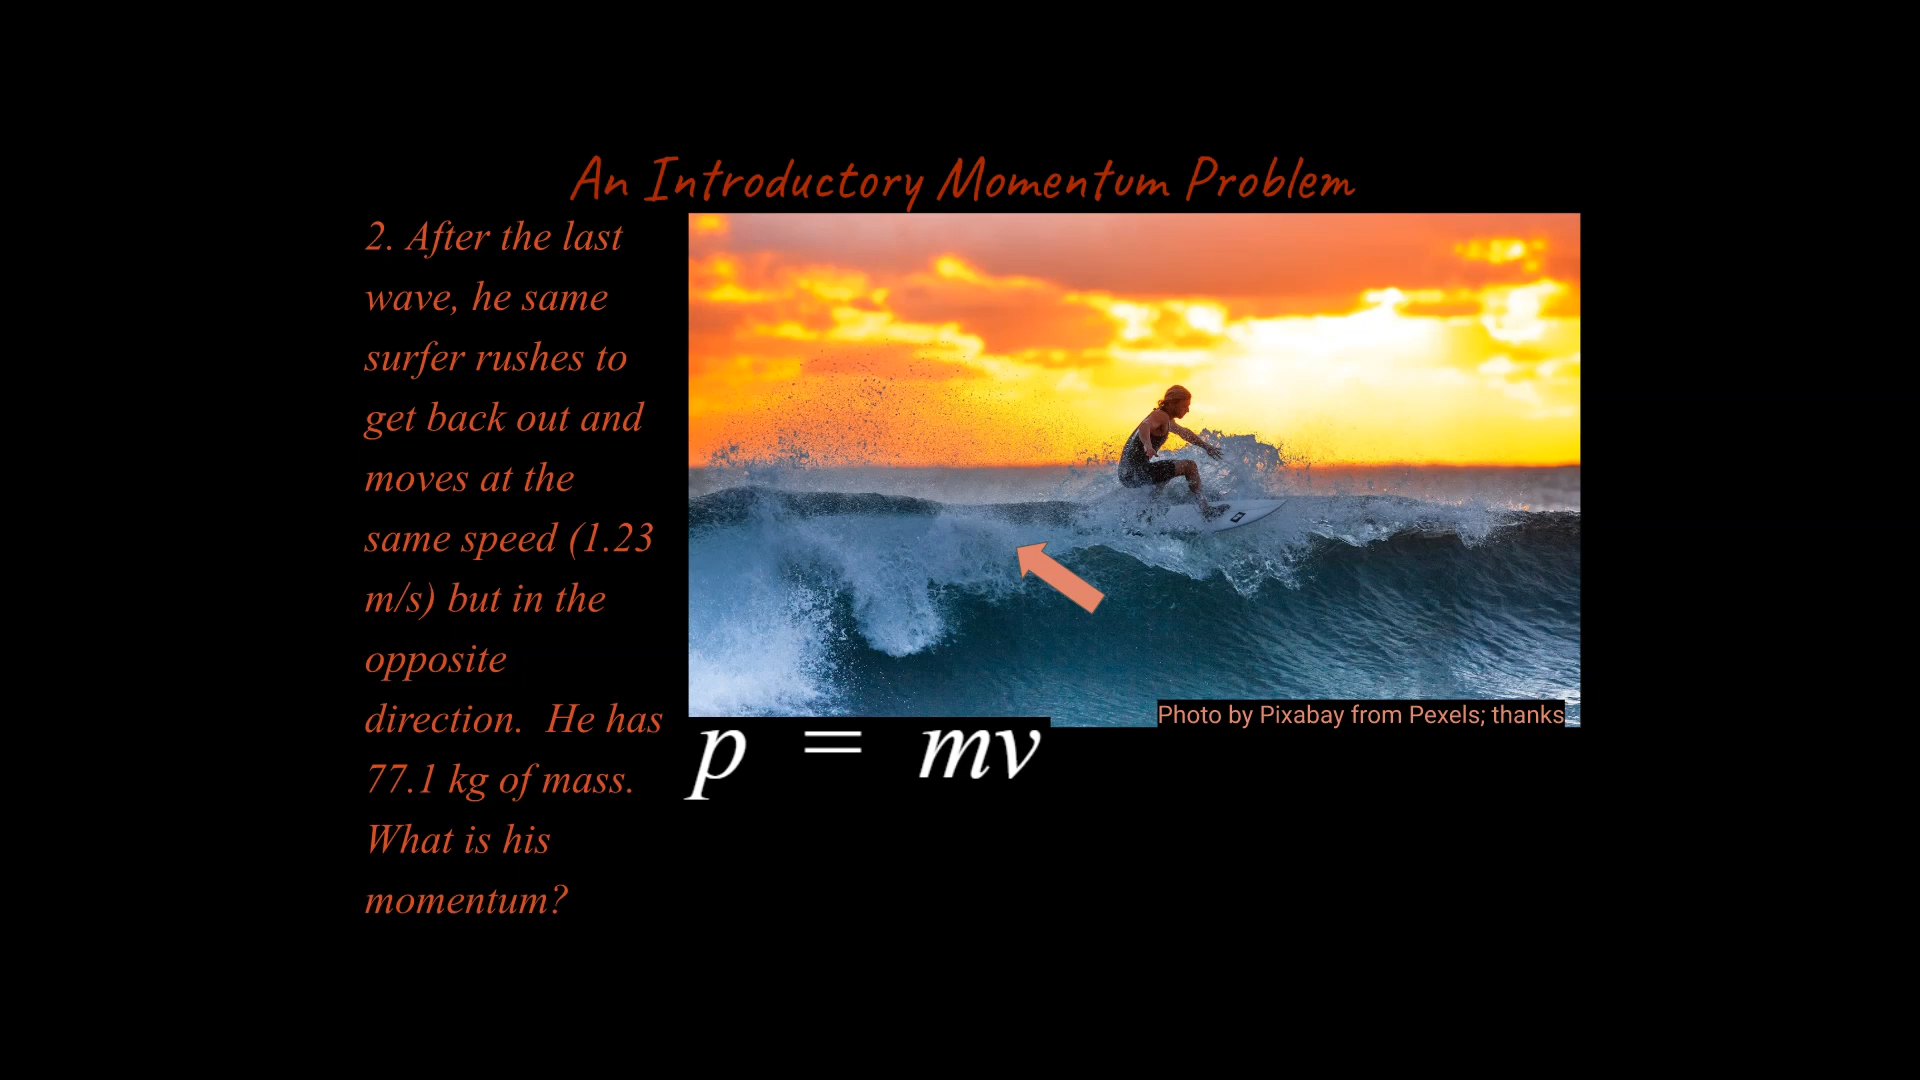 An Introductory Momentum Problem
2. After the last
wave, he same
surfer rushes to
get back out and
moves at the
same speed (1.23
m/s) but in the
opposite
direction.  He has
77.1 kg of mass.
What is his
momentum?
Photo by Pixabay from Pexels; thanks
p = mv